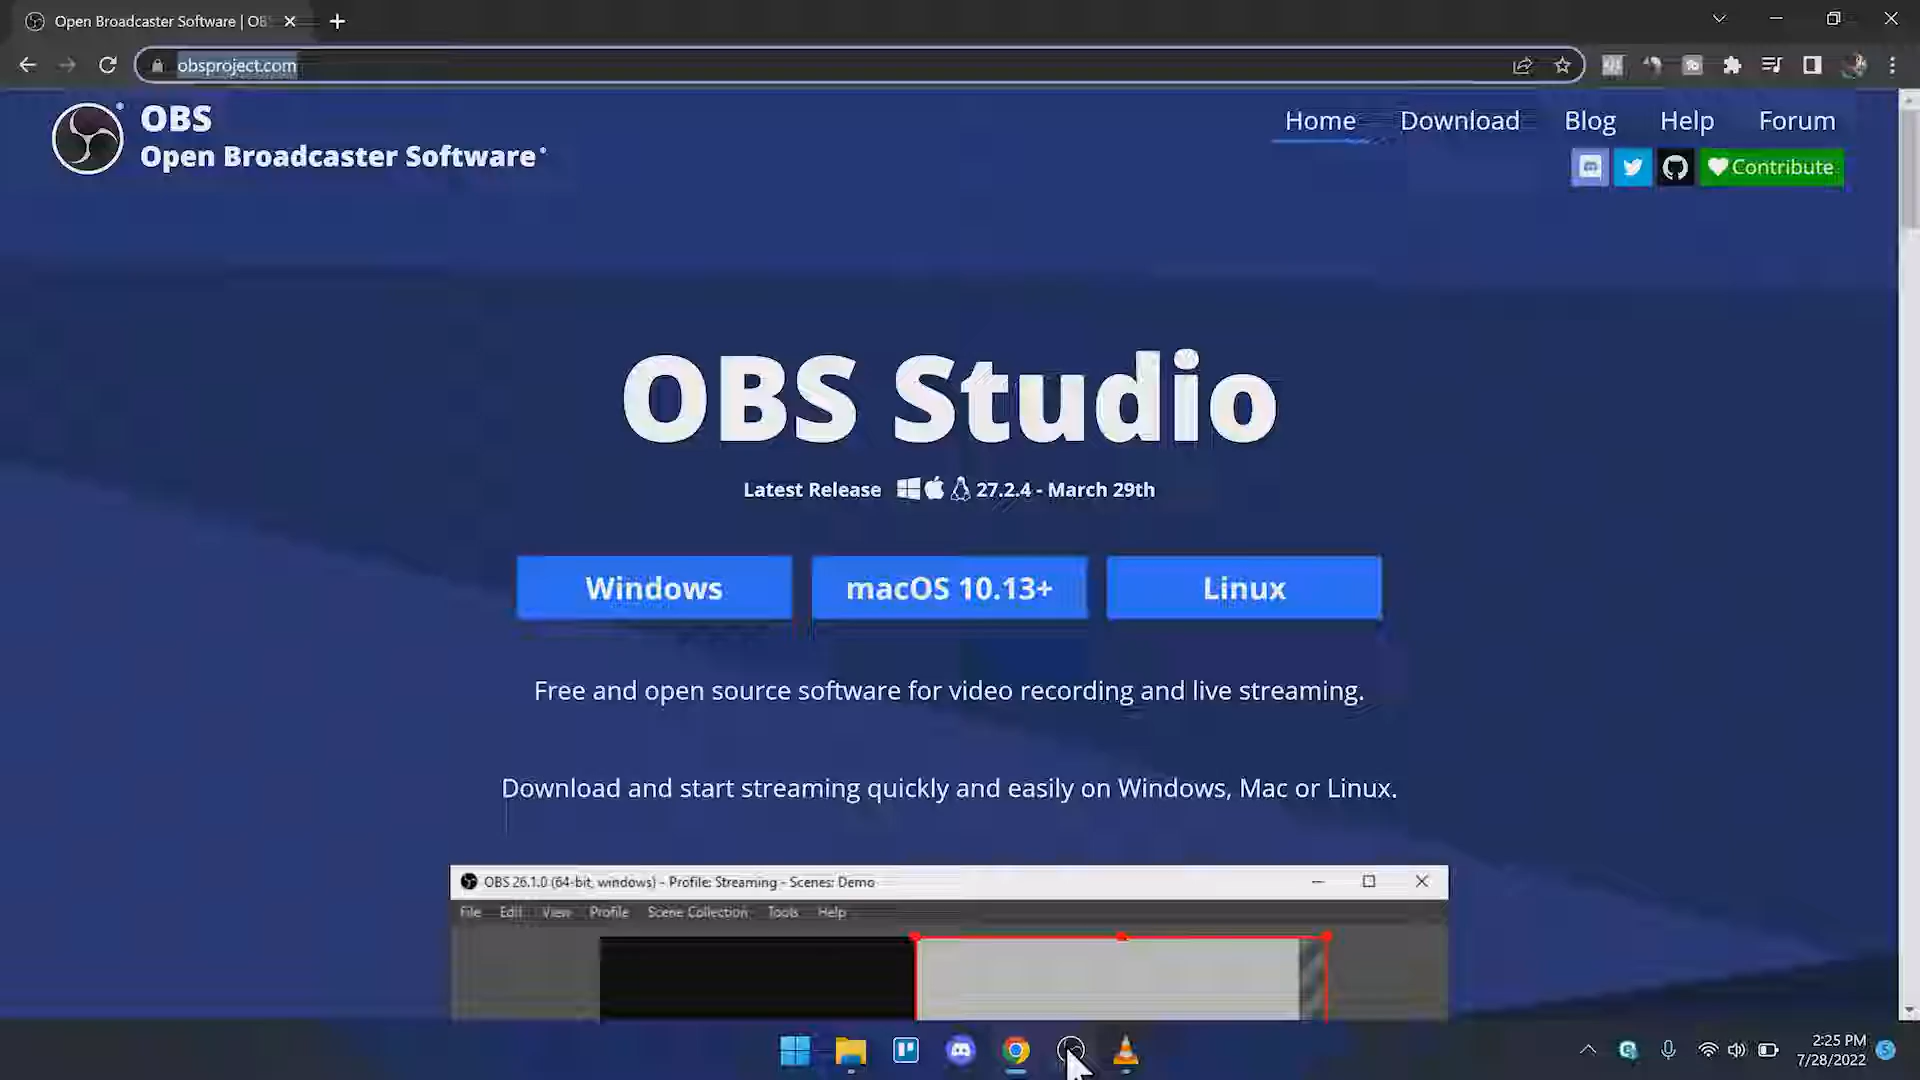 Open Broadcaster Software | OB
obsproject.com
OBS
Open Broadcaster Software
Home Download Blog Help Forum
Contribute
OBS Studio
Latest Release 27.2.4 - March 29th
Windows macOS 10.13+ Linux
Free and open source software for video recording and live streaming.
Download and start streaming quickly and easily on Windows, Mac or Linux.
OBS 26.1.0 (64-bit, windows) - Profile: Streaming - Scenes: Demo
File Edit View Profile Scene Collection Tools Help
2:25 PM
7/28/2022
5